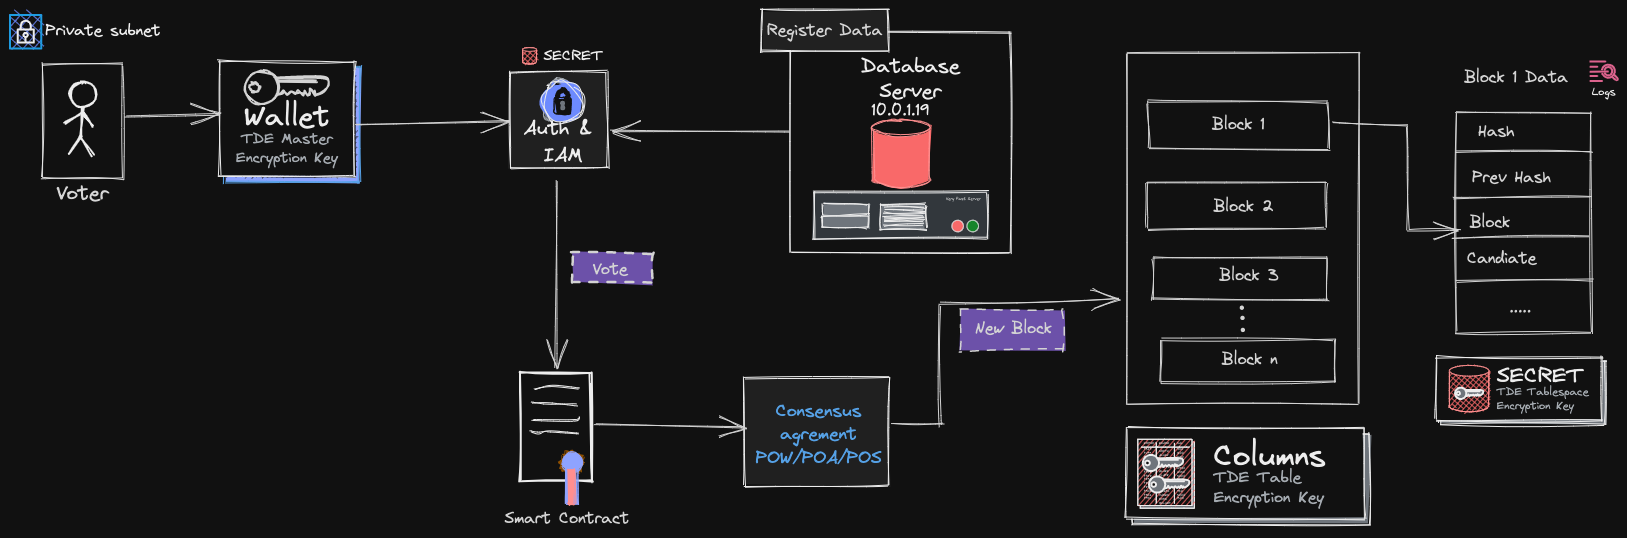 Private subnet
Voter
Wallet
TDE Master
Encryption Key
SECRET
Auth &
IAM
Register Data
Database
Server
10.0.1.19
Vote
Smart Contract
Consensus
agrement
POW/POA/POS
New Block
Block 1
Block 2
Block 3
Block n
Columns
TDE Table
Encryption Key
Block 1 Data
Logs
Hash
Prev Hash
Block
Candiate
.....
SECRET
TDE Tablespace
Encryption Key